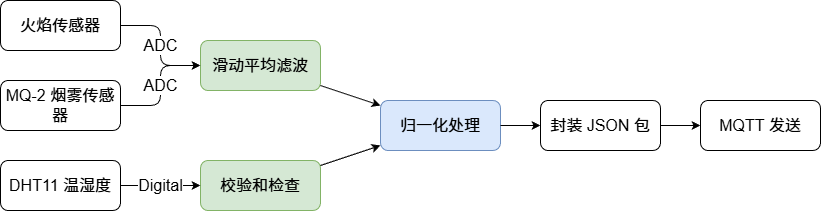 火焰传感器
ADC
滑动平均滤波
ADC
MQ-2 烟雾传感
器
归一化处理
封装 JSON 包
MQTT 发送
DHT11 温湿度
Digital
校验和检查